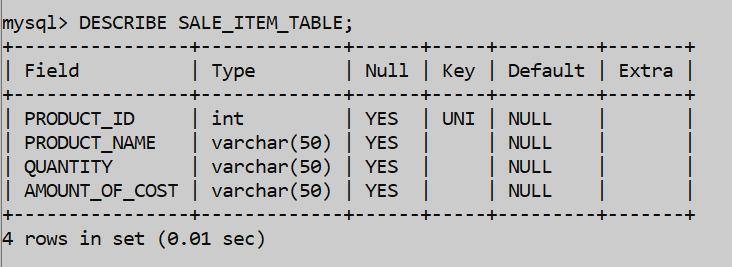 mysql> DESCRIBE SALE_ITEM_TABLE;
+----------------+-------------+------+-----+---------+-------+
| Field          | Type        | Null | Key | Default | Extra |
+----------------+-------------+------+-----+---------+-------+
| PRODUCT_ID     | int         | YES  | UNI | NULL    |       |
| PRODUCT_NAME   | varchar(50) | YES  |     | NULL    |       |
| QUANTITY       | varchar(50) | YES  |     | NULL    |       |
| AMOUNT_OF_COST | varchar(50) | YES  |     | NULL    |       |
+----------------+-------------+------+-----+---------+-------+
4 rows in set (0.01 sec)